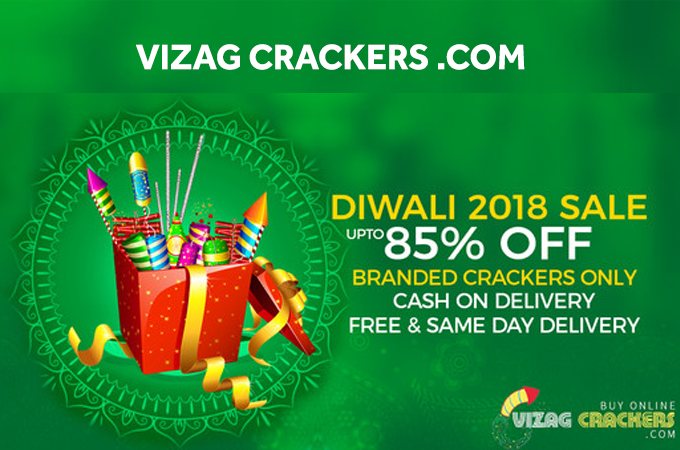 VIZAG CRACKERS .COM
DIWALI 2018 SALE
UPTO 85% OFF
BRANDED CRACKERS ONLY
CASH ON DELIVERY
FREE & SAME DAY DELIVERY
BUY ONLINE
VIZAG CRACKERS
.COM